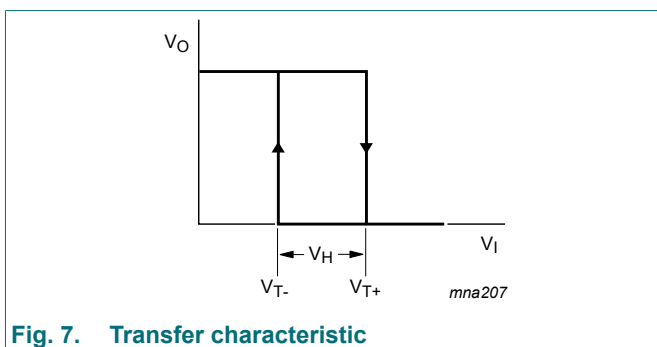 VO
VH
VI
VT-
VT+
mna207
Fig. 7. Transfer characteristic